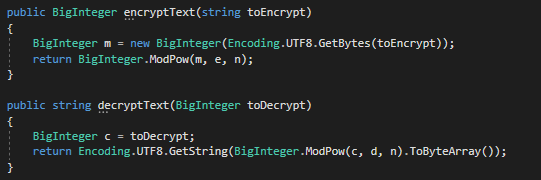 public BigInteger encryptText(string toEncrypt)
{
    BigInteger m = new BigInteger(Encoding.UTF8.GetBytes(toEncrypt));
    return BigInteger.ModPow(m, e, n);
}

public string decryptText(BigInteger toDecrypt)
{
    BigInteger c = toDecrypt;
    return Encoding.UTF8.GetString(BigInteger.ModPow(c, d, n).ToByteArray());
}